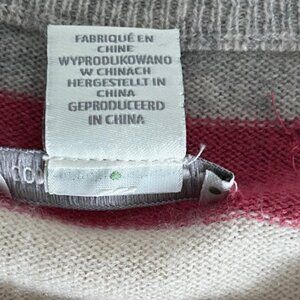 FABRIQUÉ EN
CHINE
WYPRODUKOWANO
W CHINACH
HERGESTELLT IN
CHINA
GEPRODUCEERD
IN CHINA